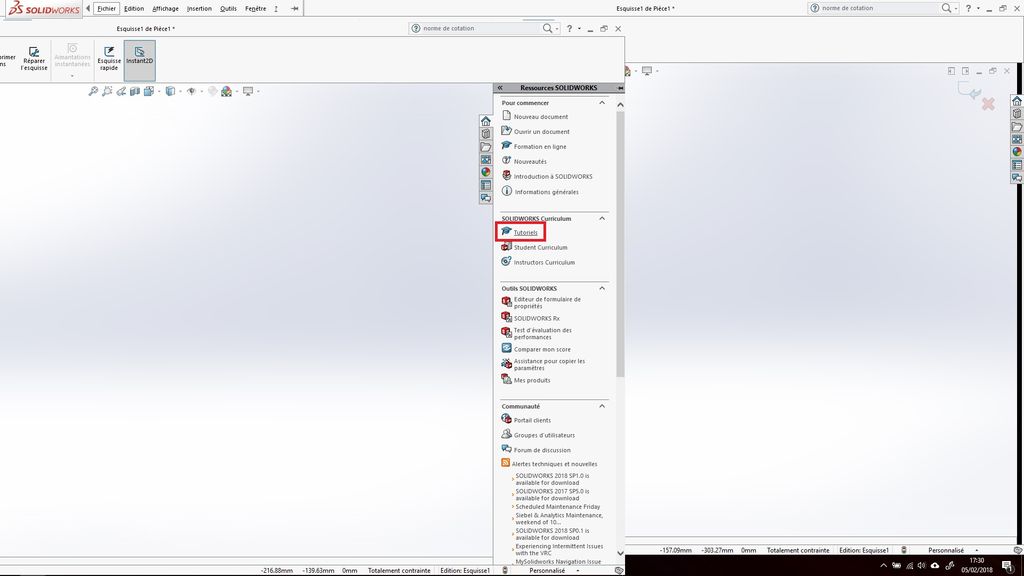 SOLIDWORKS Fichier Edition Affichage Insertion Outils Fenêtre ? Esquisse1 de Pièce1 * norme de cotation ?
Esquisse1 de Pièce1 * norme de cotation ?
Réparer l'esquisse
Aimantations instantanées
Esquisse rapide
Instant2D
Ressources SOLIDWORKS
Pour commencer
Nouveau document
Ouvrir un document
Formation en ligne
Nouveautés
Introduction à SOLIDWORKS
Informations générales
SOLIDWORKS Curriculum
Tutoriels
Student Curriculum
Instructors Curriculum
Outils SOLIDWORKS
Editeur de formulaire de
propriétés
SOLIDWORKS Rx
Test d'évaluation des
performances
Comparer mon score
Assistance pour copier les
paramètres
Mes produits
Communauté
Portail clients
Groupes d'utilisateurs
Forum de discussion
Alertes techniques et nouvelles
SOLIDWORKS 2018 SP1.0 is
available for download
SOLIDWORKS 2017 SP5.0 is
available for download
Scheduled Maintenance Friday
Siebel & Analytics Maintenance,
weekend of 10...
SOLIDWORKS 2018 SP0.1 is
available for download
Experiencing intermittent issues
with the VRC
MySolidworks Navigation Issue
-157.09mm -303.27mm 0mm Totalement contrainte Edition: Esquisse1 Personnalisé
-216.88mm -139.63mm 0mm Totalement contrainte Edition: Esquisse1 Personnalisé
17:30
05/02/2018